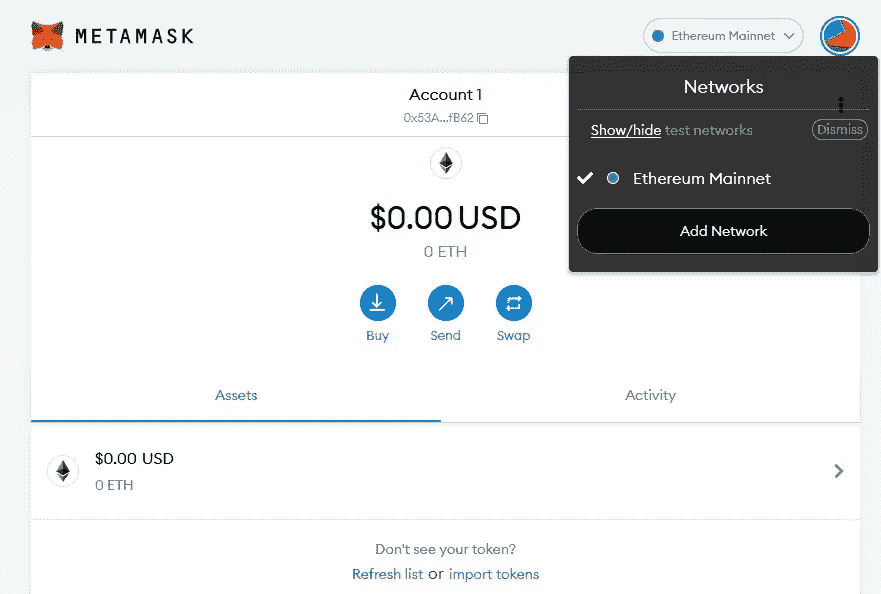 METAMASK
Ethereum Mainnet
Networks
Account 1
0x53A...fB62
Show/hide test networks
Dismiss
Ethereum Mainnet
$0.00 USD
Add Network
0 ETH
Buy
Send
Swap
Assets
Activity
$0.00 USD
0 ETH
Don't see your token?
Refresh list or import tokens